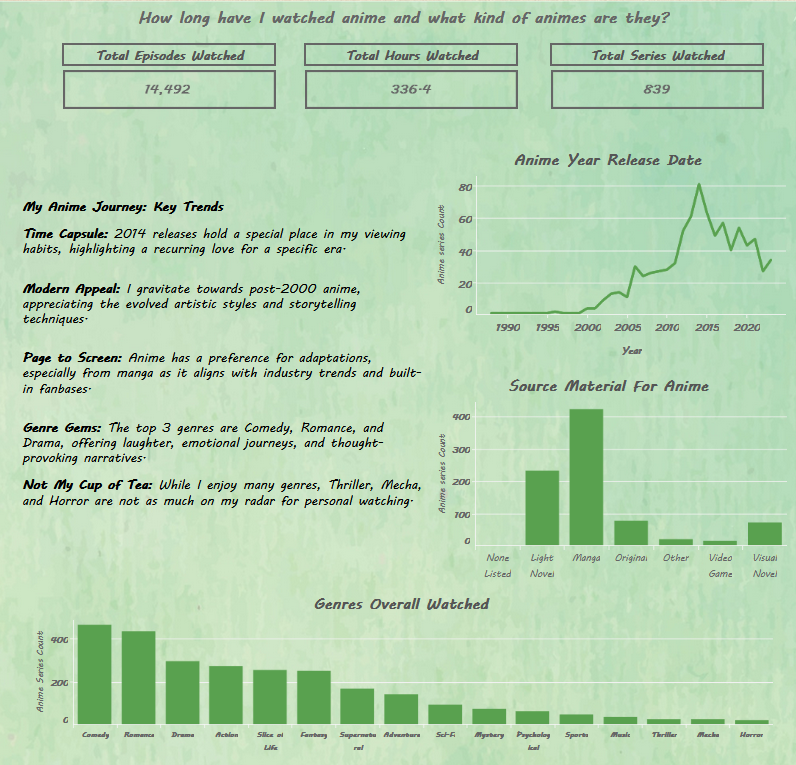 How long have I watched anime and what kind of animes are they?
Total Episodes Watched
Total Hours Watched
Total Series Watched
14,492
336.4
839
My Anime Journey: Key Trends
Time Capsule: 2014 releases hold a special place in my viewing
habits, highlighting a recurring love for a specific era.
Modern Appeal: I gravitate towards post-2000 anime,
appreciating the evolved artistic styles and storytelling
techniques.
Page to Screen: Anime has a preference for adaptations,
especially from manga as it aligns with industry trends and built-
in fanbases.
Genre Gems: The top 3 genres are Comedy, Romance, and
Drama, offering laughter, emotional journeys, and thought-
provoking narratives.
Not My Cup of Tea: While I enjoy many genres, Thriller, Mecha,
and Horror are not as much on my radar for personal watching.
Anime Year Release Date
Anime series Count
80
60
40
20
0
1990 1995 2000 2005 2010 2015 2020
Year
Source Material For Anime
Anime series Count
400
300
200
100
0
None Light Manga Original Other Video Visual
Listed Novel Game Novel
Genres Overall Watched
Anime Series Count
400
200
0
Comedy Romance Drama Action Slice of Fantasy Supernatu Adventure Sci-Fi Mystery Psycholog Sports Music Thriller Mecha Horror
Life ral ical